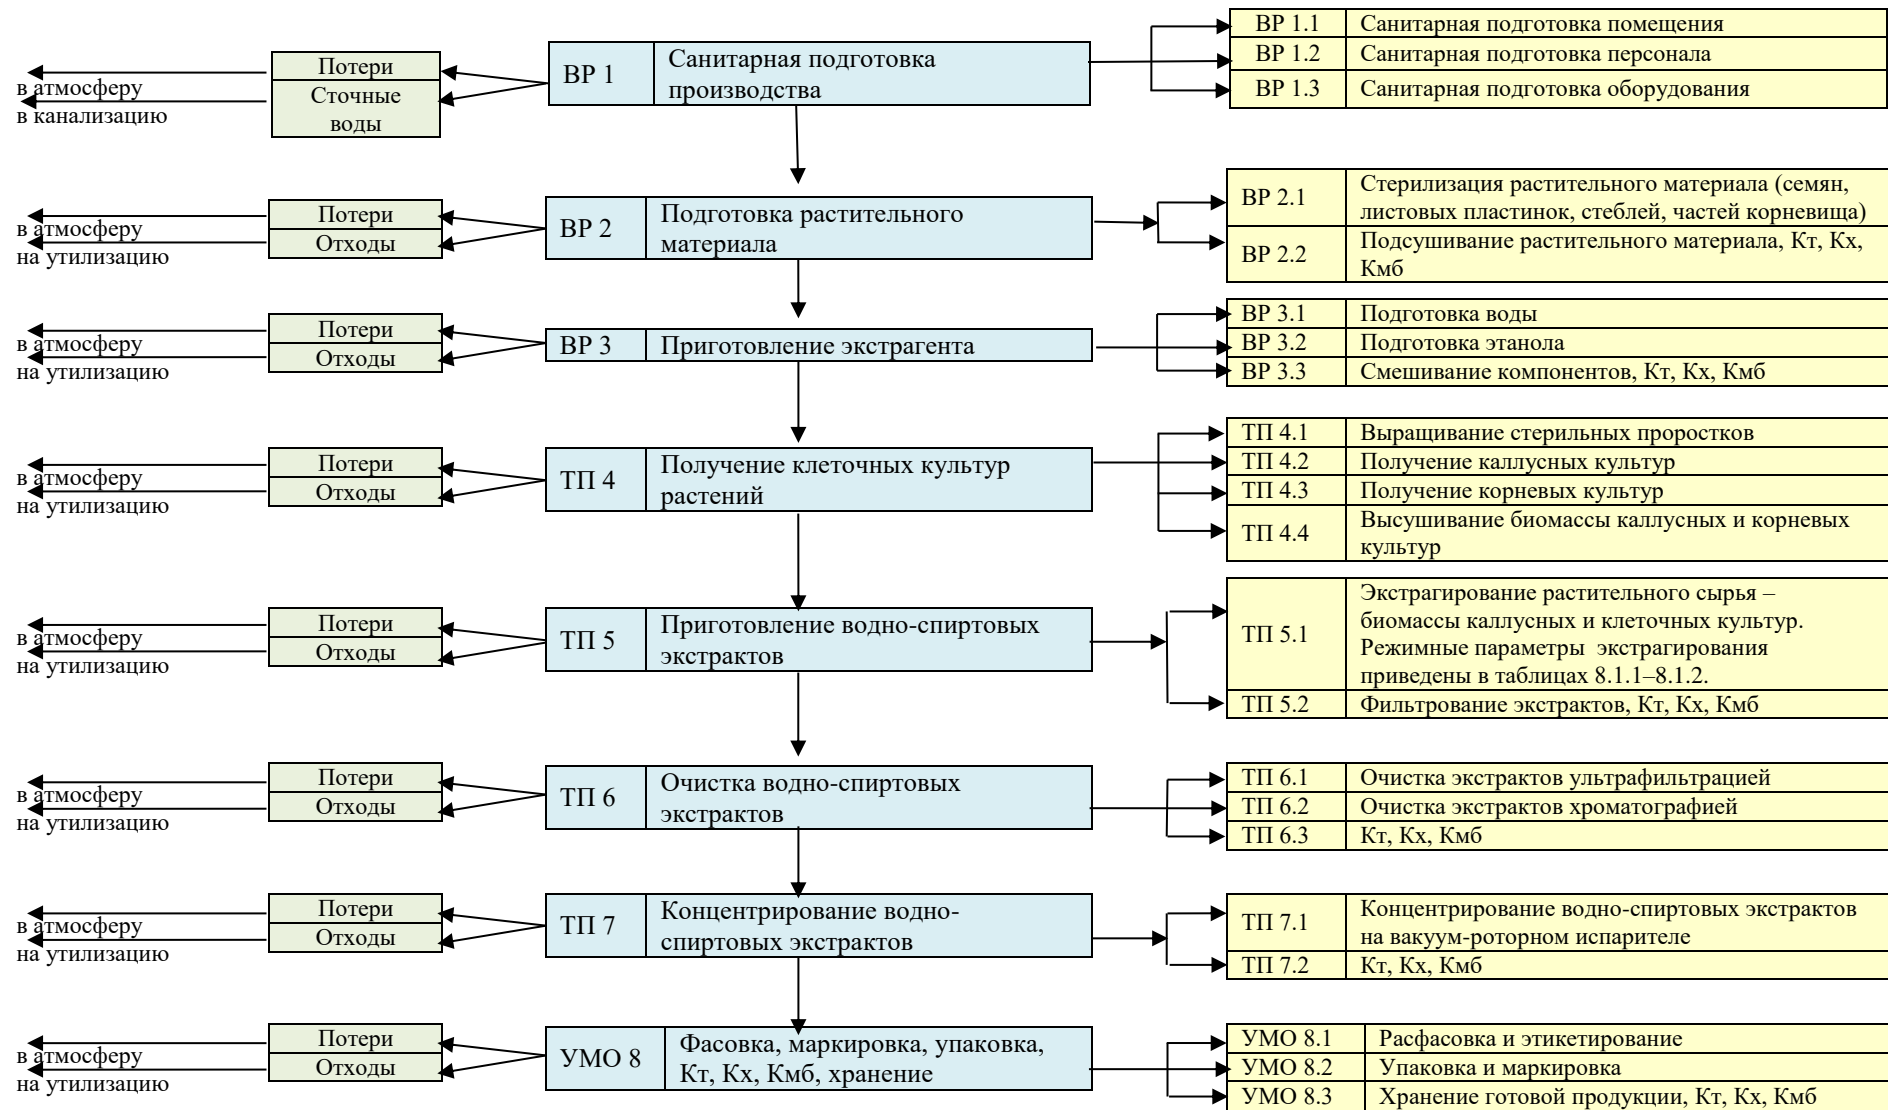 Потери
Сточные
воды
в атмосферу
в канализацию
ВР 1
Санитарная подготовка
производства
ВР 1.1 Санитарная подготовка помещения
ВР 1.2 Санитарная подготовка персонала
ВР 1.3 Санитарная подготовка оборудования
Потери
Отходы
в атмосферу
на утилизацию
ВР 2
Подготовка растительного
материала
ВР 2.1
Стерилизация растительного материала (семян,
листовых пластинок, стеблей, частей корневища)
ВР 2.2
Подсушивание растительного материала, Кт, Кх,
Кмб
Потери
Отходы
в атмосферу
на утилизацию
ВР 3 Приготовление экстрагента
ВР 3.1 Подготовка воды
ВР 3.2 Подготовка этанола
ВР 3.3 Смешивание компонентов, Кт, Кх, Кмб
Потери
Отходы
в атмосферу
на утилизацию
ТП 4
Получение клеточных культур
растений
ТП 4.1 Выращивание стерильных проростков
ТП 4.2 Получение каллусных культур
ТП 4.3 Получение корневых культур
ТП 4.4
Высушивание биомассы каллусных и корневых
культур
Потери
Отходы
в атмосферу
на утилизацию
ТП 5
Приготовление водно-спиртовых
экстрактов
ТП 5.1
Экстрагирование растительного сырья –
биомассы каллусных и клеточных культур.
Режимные параметры экстрагирования
приведены в таблицах 8.1.1–8.1.2.
ТП 5.2 Фильтрование экстрактов, Кт, Кх, Кмб
Потери
Отходы
в атмосферу
на утилизацию
ТП 6
Очистка водно-спиртовых
экстрактов
ТП 6.1 Очистка экстрактов ультрафильтрацией
ТП 6.2 Очистка экстрактов хроматографией
ТП 6.3 Кт, Кх, Кмб
Потери
Отходы
в атмосферу
на утилизацию
ТП 7
Концентрирование водно-
спиртовых экстрактов
ТП 7.1
Концентрирование водно-спиртовых экстрактов
на вакуум-роторном испарителе
ТП 7.2 Кт, Кх, Кмб
Потери
Отходы
в атмосферу
на утилизацию
УМО 8
Фасовка, маркировка, упаковка,
Кт, Кх, Кмб, хранение
УМО 8.1 Расфасовка и этикетирование
УМО 8.2 Упаковка и маркировка
УМО 8.3 Хранение готовой продукции, Кт, Кх, Кмб